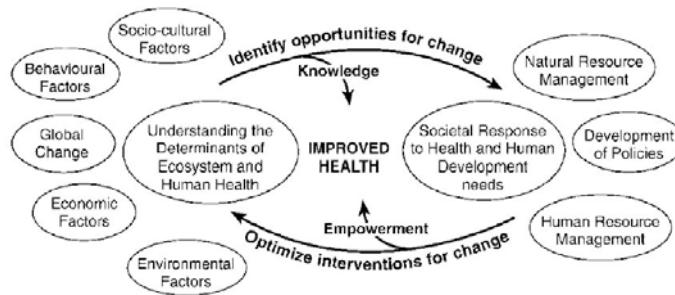 Socio-cultural
Factors
Behavioural
Factors
Global
Change
Economic
Factors
Environmental
Factors
Understanding the
Determinants of
Ecosystem and
Human Health
Identify opportunities for change
Knowledge
IMPROVED
HEALTH
Empowerment
Optimize interventions for change
Societal Response
to Health and Human
Development
needs
Natural Resource
Management
Development
of Policies
Human Resource
Management